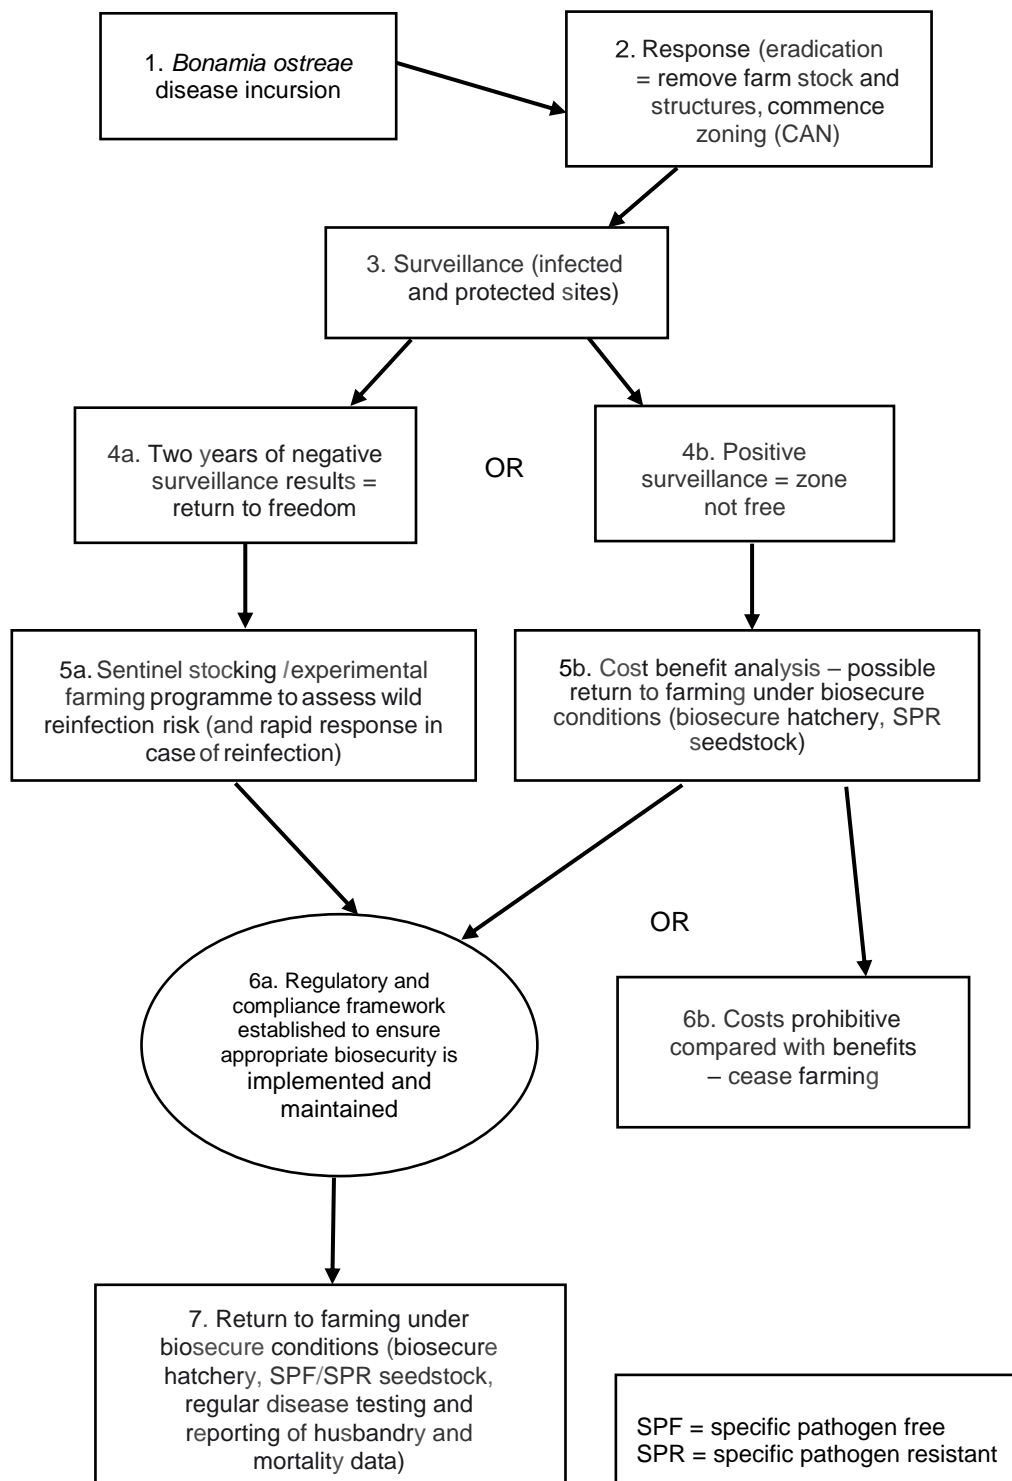 1. Bonamia ostreae
disease incursion
2. Response (eradication
= remove farm stock and
structures, commence
zoning (CAN)
3. Surveillance (infected
and protected sites)
4a. Two years of negative
surveillance results =
return to freedom
OR
4b. Positive
surveillance = zone
not free
5a. Sentinel stocking /experimental
farming programme to assess wild
reinfection risk (and rapid response in
case of reinfection)
5b. Cost benefit analysis – possible
return to farming under biosecure
conditions (biosecure hatchery, SPR
seedstock)
6a. Regulatory and
compliance framework
established to ensure
appropriate biosecurity is
implemented and
maintained
OR
6b. Costs prohibitive
compared with benefits
– cease farming
7. Return to farming under
biosecure conditions (biosecure
hatchery, SPF/SPR seedstock,
regular disease testing and
reporting of husbandry and
mortality data)
SPF = specific pathogen free
SPR = specific pathogen resistant